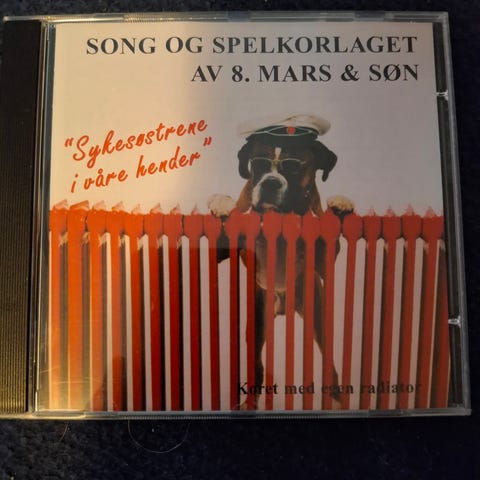 SONG OG SPELKORLAGET
AV 8. MARS & SØN
"Sykesøstrene
i våre hender"
Koret med egen radiator